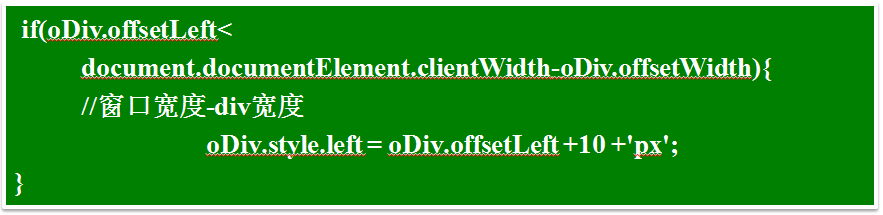 if(oDiv.offsetLeft<
document.documentElement.clientWidth-oDiv.offsetWidth){
//窗口宽度-div宽度
oDiv.style.left = oDiv.offsetLeft +10 +'px';
}